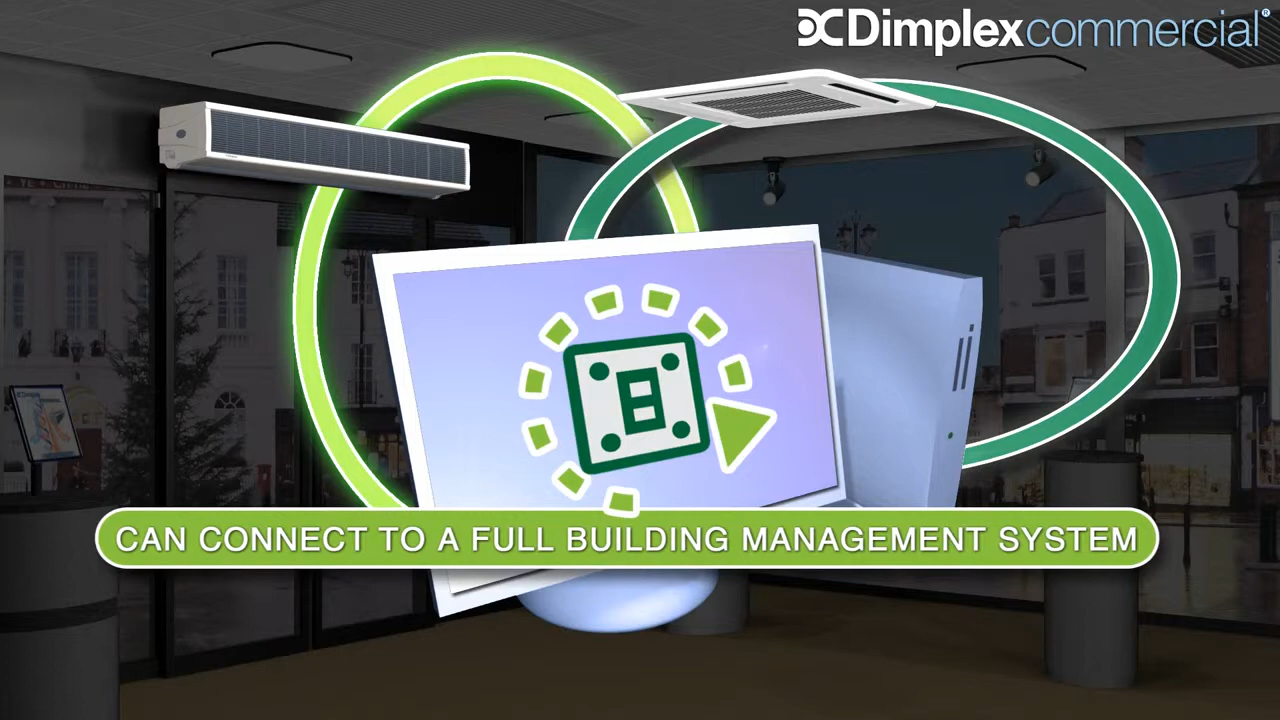 Dimplexcommercial®
CAN CONNECT TO A FULL BUILDING MANAGEMENT SYSTEM